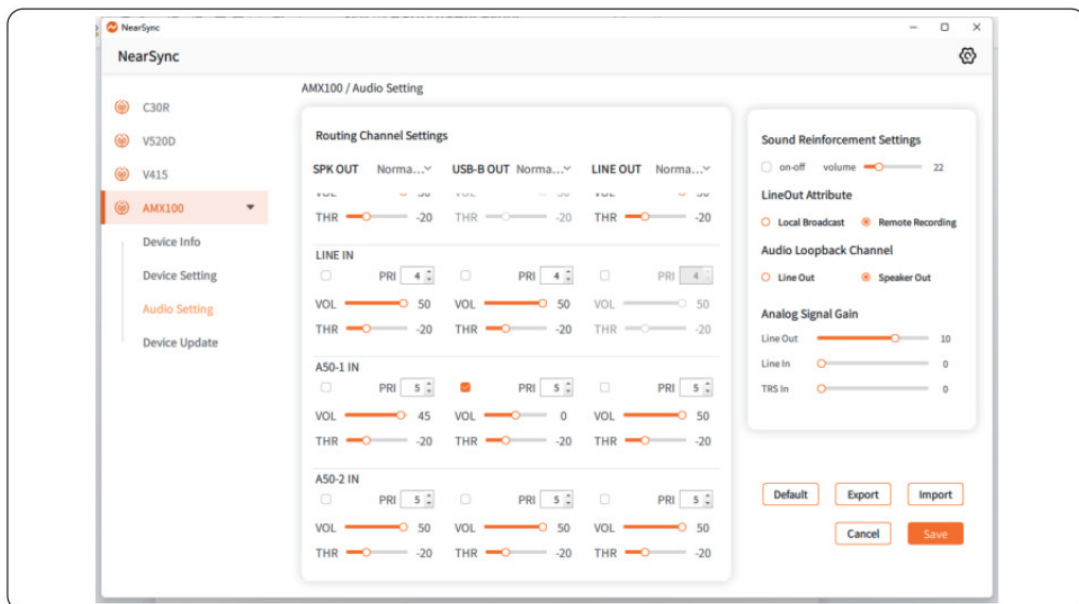 NearSync
NearSync
C30R
V520D
V415
AMX100
Device Info
Device Setting
Audio Setting
Device Update
AMX100 / Audio Setting
Routing Channel Settings
SPK OUT Norma... USB-B OUT Norma... LINE OUT Norma...
THR -20 THR -20 THR -20
LINE IN
PRI 4 PRI 4 PRI 4
VOL 50 VOL 50 VOL 50
THR -20 THR -20 THR -20
A50-1 IN
PRI 5 PRI 5 PRI 5
VOL 45 VOL 0 VOL 50
THR -20 THR -20 THR -20
A50-2 IN
PRI 5 PRI 5 PRI 5
VOL 50 VOL 50 VOL 50
THR -20 THR -20 THR -20
Sound Reinforcement Settings
on-off volume 22
LineOut Attribute
Local Broadcast Remote Recording
Audio Loopback Channel
Line Out Speaker Out
Analog Signal Gain
Line Out 10
Line In 0
TRS In 0
Default Export Import
Cancel Save